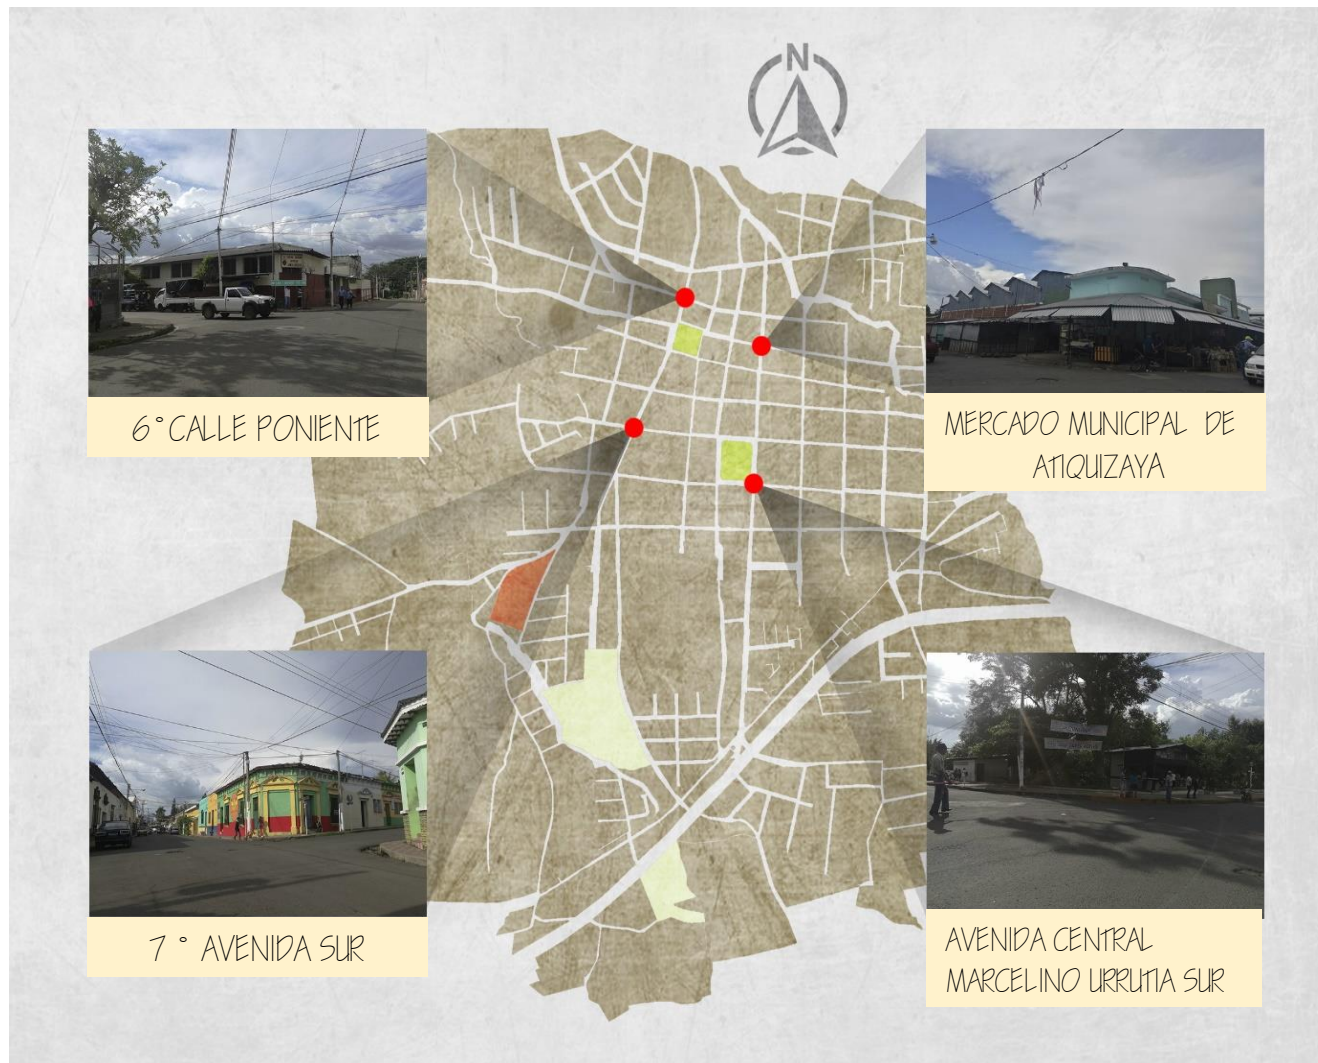 N
6° CALLE PONIENTE
MERCADO MUNICIPAL DE
ATIQUIZAYA
7° AVENIDA SUR
AVENIDA CENTRAL
MARCELINO URRUTIA SUR